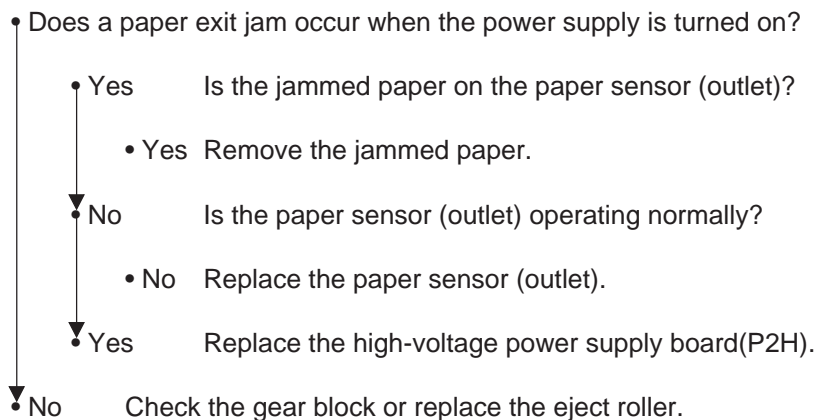 • Does a paper exit jam occur when the power supply is turned on?
• Yes Is the jammed paper on the paper sensor (outlet)?
• Yes Remove the jammed paper.
• No Is the paper sensor (outlet) operating normally?
• No Replace the paper sensor (outlet).
• Yes Replace the high-voltage power supply board(P2H).
• No Check the gear block or replace the eject roller.